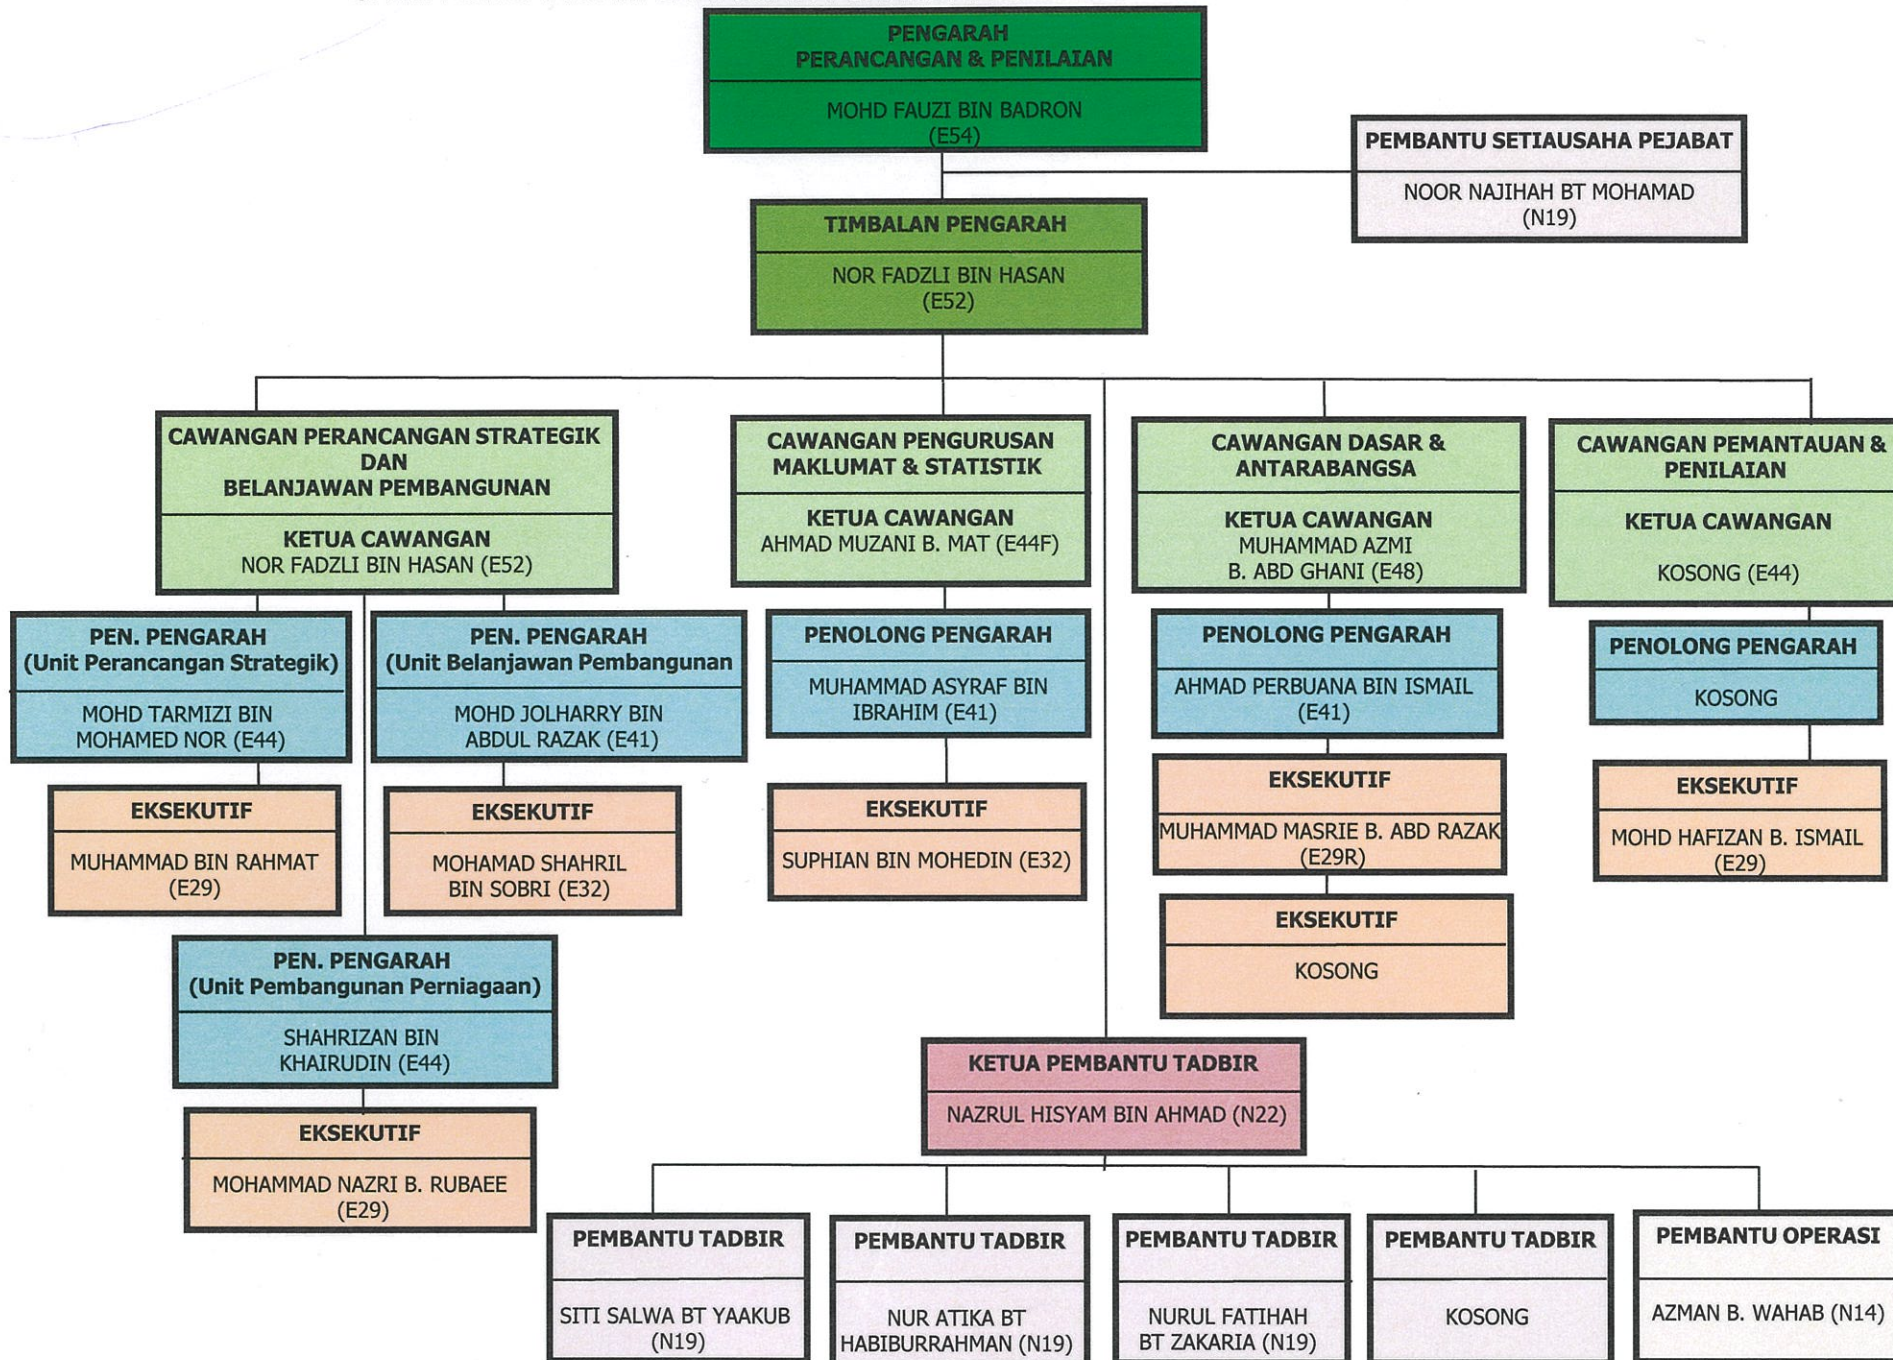 PENGARAH
PERANCANGAN & PENILAIAN
MOHD FAUZI BIN BADRON
(E54)
PEMBANTU SETIAUSAHA PEJABAT
NOOR NAJIHAH BT MOHAMAD
(N19)
TIMBALAN PENGARAH
NOR FADZLI BIN HASAN
(E52)
CAWANGAN PERANCANGAN STRATEGIK
DAN
BELANJAWAN PEMBANGUNAN
KETUA CAWANGAN
NOR FADZLI BIN HASAN (E52)
CAWANGAN PENGURUSAN
MAKLUMAT & STATISTIK
KETUA CAWANGAN
AHMAD MUZANI B. MAT (E44F)
CAWANGAN DASAR &
ANTARABANGSA
KETUA CAWANGAN
MUHAMMAD AZMI
B. ABD GHANI (E48)
CAWANGAN PEMANTAUAN &
PENILAIAN
KETUA CAWANGAN
KOSONG (E44)
PEN. PENGARAH
(Unit Perancangan Strategik)
MOHD TARMIZI BIN
MOHAMED NOR (E44)
PEN. PENGARAH
(Unit Belanjawan Pembangunan
MOHD JOLHARRY BIN
ABDUL RAZAK (E41)
PENOLONG PENGARAH
MUHAMMAD ASYRAF BIN
IBRAHIM (E41)
PENOLONG PENGARAH
AHMAD PERBUANA BIN ISMAIL
(E41)
PENOLONG PENGARAH
KOSONG
EKSEKUTIF
MUHAMMAD BIN RAHMAT
(E29)
EKSEKUTIF
MOHAMAD SHAHRIL
BIN SOBRI (E32)
EKSEKUTIF
SUPHIAN BIN MOHEDIN (E32)
EKSEKUTIF
MUHAMMAD MASRIE B. ABD RAZAK
(E29R)
EKSEKUTIF
MOHD HAFIZAN B. ISMAIL
(E29)
EKSEKUTIF
KOSONG
PEN. PENGARAH
(Unit Pembangunan Perniagaan)
SHAHRIZAN BIN
KHAIRUDIN (E44)
EKSEKUTIF
MOHAMMAD NAZRI B. RUBAEE
(E29)
KETUA PEMBANTU TADBIR
NAZRUL HISYAM BIN AHMAD (N22)
PEMBANTU TADBIR
SITI SALWA BT YAAKUB
(N19)
PEMBANTU TADBIR
NUR ATIKA BT
HABIBURRAHMAN (N19)
PEMBANTU TADBIR
NURUL FATIHAH
BT ZAKARIA (N19)
PEMBANTU TADBIR
KOSONG
PEMBANTU OPERASI
AZMAN B. WAHAB (N14)